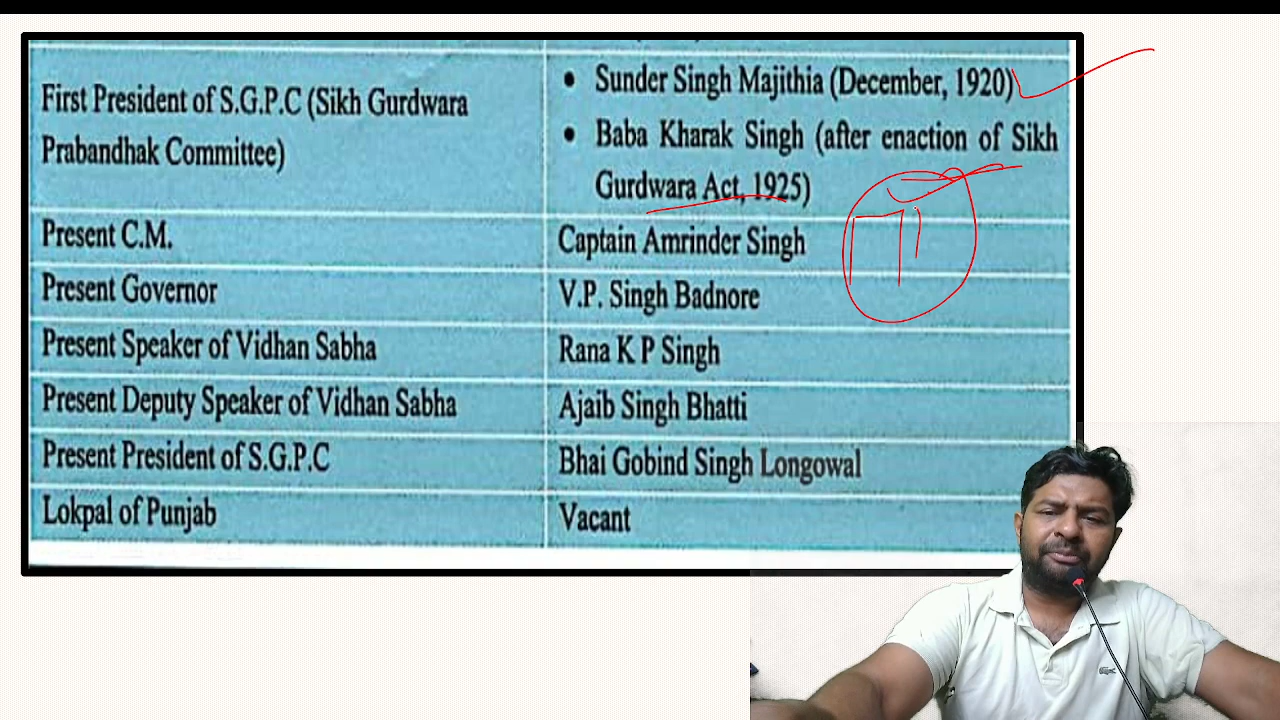 First President of S.G.P.C (Sikh Gurdwara
Prabandhak Committee)
• Sunder Singh Majithia (December, 1920)
• Baba Kharak Singh (after enaction of Sikh
Gurdwara Act, 1925)
Present C.M.
Captain Amrinder Singh
Present Governor
V.P. Singh Badnore
Present Speaker of Vidhan Sabha
Rana K P Singh
Present Deputy Speaker of Vidhan Sabha
Ajaib Singh Bhatti
Present President of S.G.P.C
Bhai Gobind Singh Longowal
Lokpal of Punjab
Vacant